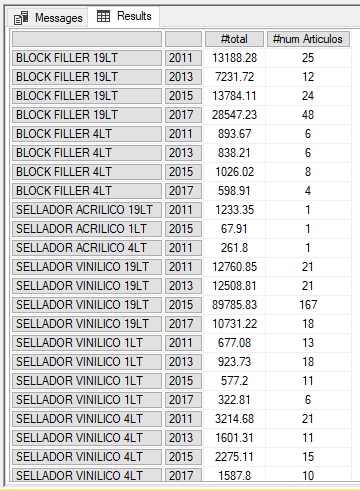 Messages Results
#total #num Articulos
BLOCK FILLER 19LT 2011 13188.28 25
BLOCK FILLER 19LT 2013 7231.72 12
BLOCK FILLER 19LT 2015 13784.11 24
BLOCK FILLER 19LT 2017 28547.23 48
BLOCK FILLER 4LT 2011 893.67 6
BLOCK FILLER 4LT 2013 838.21 6
BLOCK FILLER 4LT 2015 1026.02 8
BLOCK FILLER 4LT 2017 598.91 4
SELLADOR ACRILICO 19LT 2011 1233.35 1
SELLADOR ACRILICO 1LT 2015 67.91 1
SELLADOR ACRILICO 4LT 2011 261.8 1
SELLADOR VINILICO 19LT 2011 12760.85 21
SELLADOR VINILICO 19LT 2013 12508.81 21
SELLADOR VINILICO 19LT 2015 89785.83 167
SELLADOR VINILICO 19LT 2017 10731.22 18
SELLADOR VINILICO 1LT 2011 677.08 13
SELLADOR VINILICO 1LT 2013 923.73 18
SELLADOR VINILICO 1LT 2015 577.2 11
SELLADOR VINILICO 1LT 2017 322.81 6
SELLADOR VINILICO 4LT 2011 3214.68 21
SELLADOR VINILICO 4LT 2013 1601.31 11
SELLADOR VINILICO 4LT 2015 2275.11 15
SELLADOR VINILICO 4LT 2017 1587.8 10